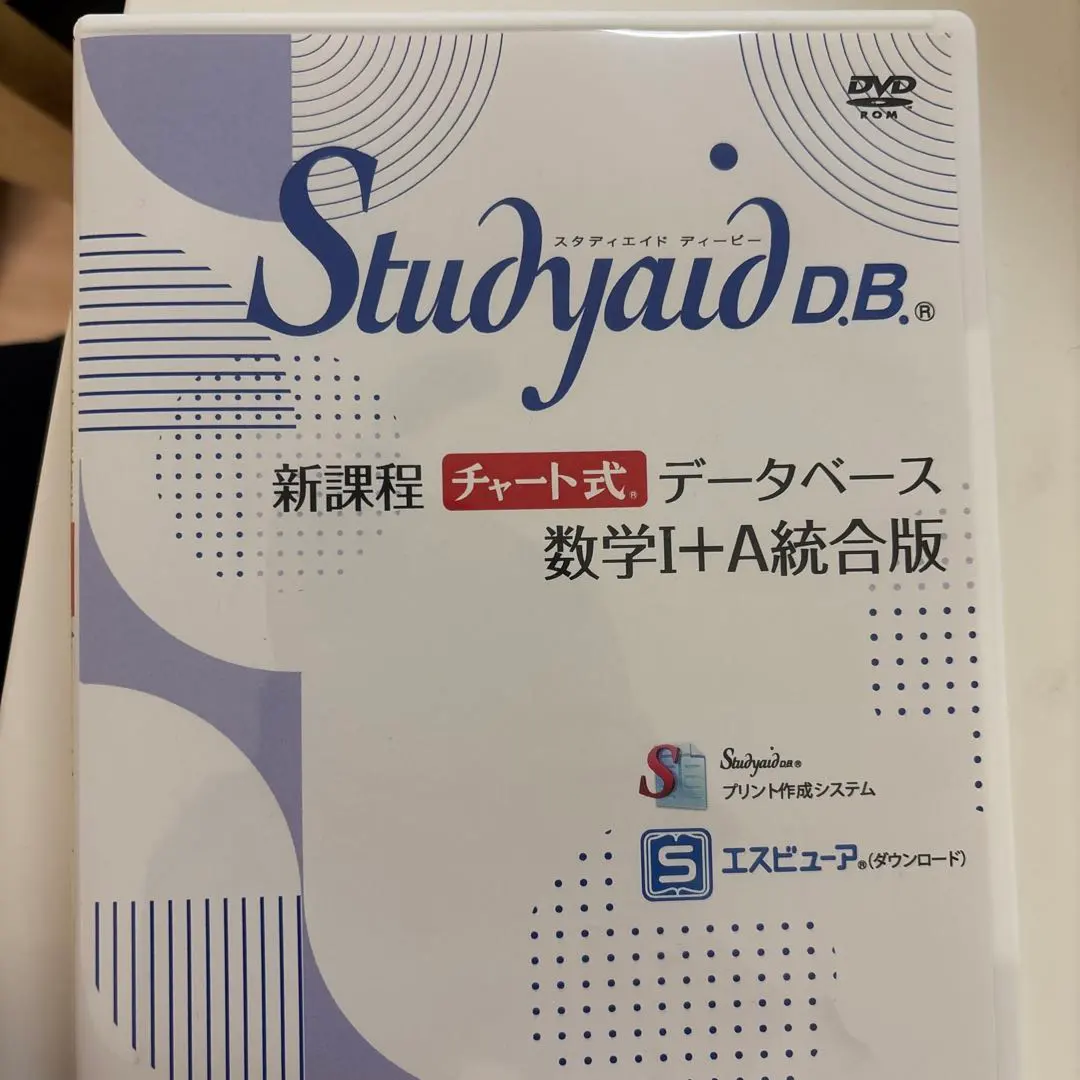 DVD
ROM
スタディエイド ディービー
Studyaid D.B.®
新課程 チャート式® データベース
数学I+A統合版
S
Studyaid D.B.®
プリント作成システム
S
エスビューア®(ダウンロード)